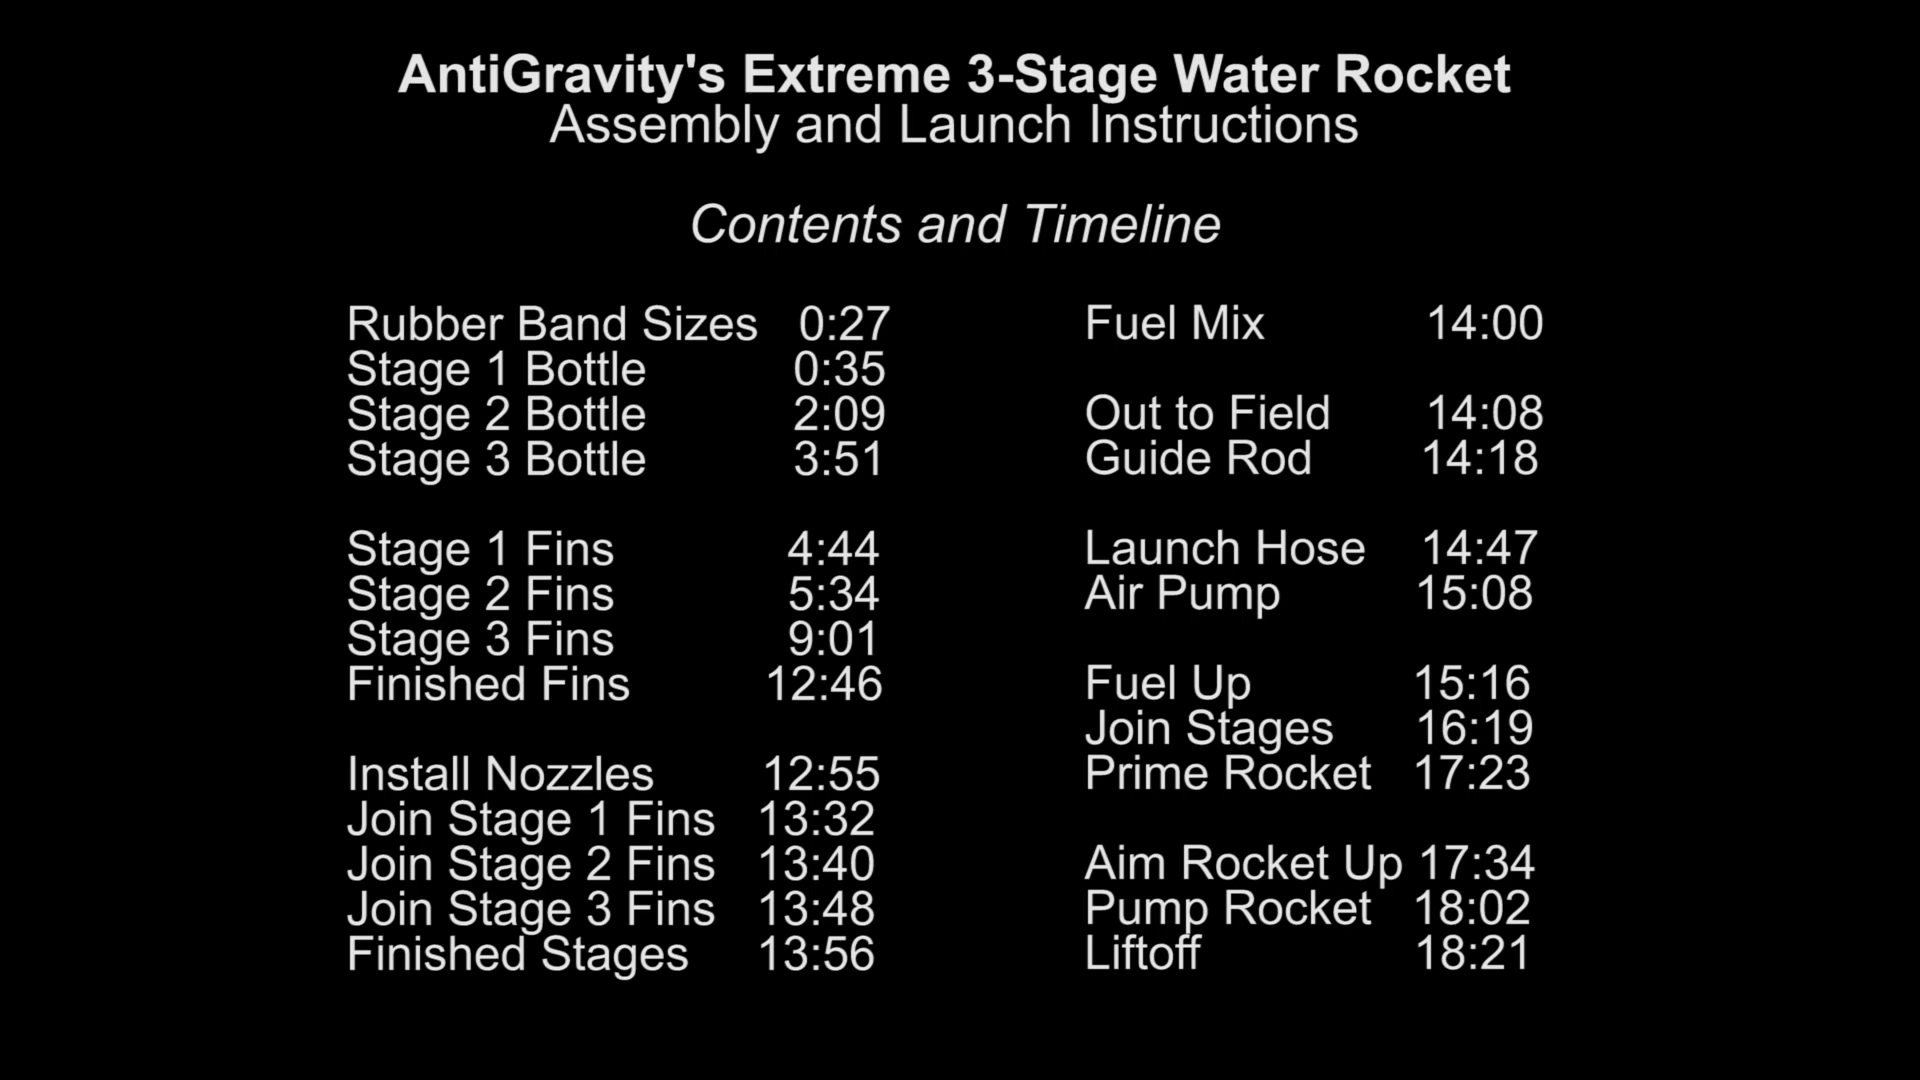 AntiGravity's Extreme 3-Stage Water Rocket
Assembly and Launch Instructions
Contents and Timeline
Rubber Band Sizes 0:27
Stage 1 Bottle 0:35
Stage 2 Bottle 2:09
Stage 3 Bottle 3:51
Stage 1 Fins 4:44
Stage 2 Fins 5:34
Stage 3 Fins 9:01
Finished Fins 12:46
Install Nozzles 12:55
Join Stage 1 Fins 13:32
Join Stage 2 Fins 13:40
Join Stage 3 Fins 13:48
Finished Stages 13:56
Fuel Mix 14:00
Out to Field 14:08
Guide Rod 14:18
Launch Hose 14:47
Air Pump 15:08
Fuel Up 15:16
Join Stages 16:19
Prime Rocket 17:23
Aim Rocket Up 17:34
Pump Rocket 18:02
Liftoff 18:21